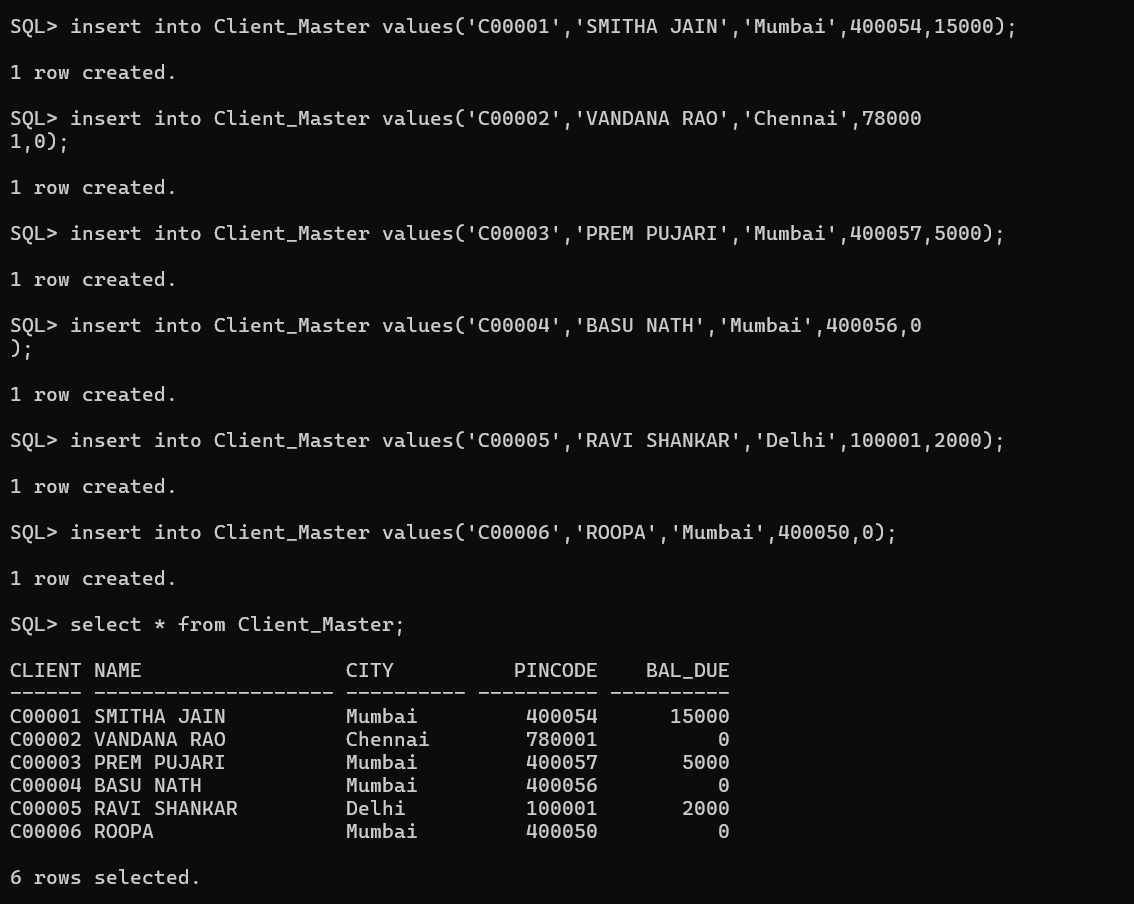 SQL> insert into Client_Master values('C00001','SMITHA JAIN','Mumbai',400054,15000);
1 row created.
SQL> insert into Client_Master values('C00002','VANDANA RAO','Chennai',78000
1,0);
1 row created.
SQL> insert into Client_Master values('C00003','PREM PUJARI','Mumbai',400057,5000);
1 row created.
SQL> insert into Client_Master values('C00004','BASU NATH','Mumbai',400056,0
);
1 row created.
SQL> insert into Client_Master values('C00005','RAVI SHANKAR','Delhi',100001,2000);
1 row created.
SQL> insert into Client_Master values('C00006','ROOPA','Mumbai',400050,0);
1 row created.
SQL> select * from Client_Master;
CLIENT NAME                 CITY          PINCODE    BAL_DUE
------ -------------------- ---------- ---------- ----------
C00001 SMITHA JAIN          Mumbai         400054      15000
C00002 VANDANA RAO          Chennai        780001          0
C00003 PREM PUJARI          Mumbai         400057       5000
C00004 BASU NATH            Mumbai         400056          0
C00005 RAVI SHANKAR         Delhi          100001       2000
C00006 ROOPA                Mumbai         400050          0
6 rows selected.